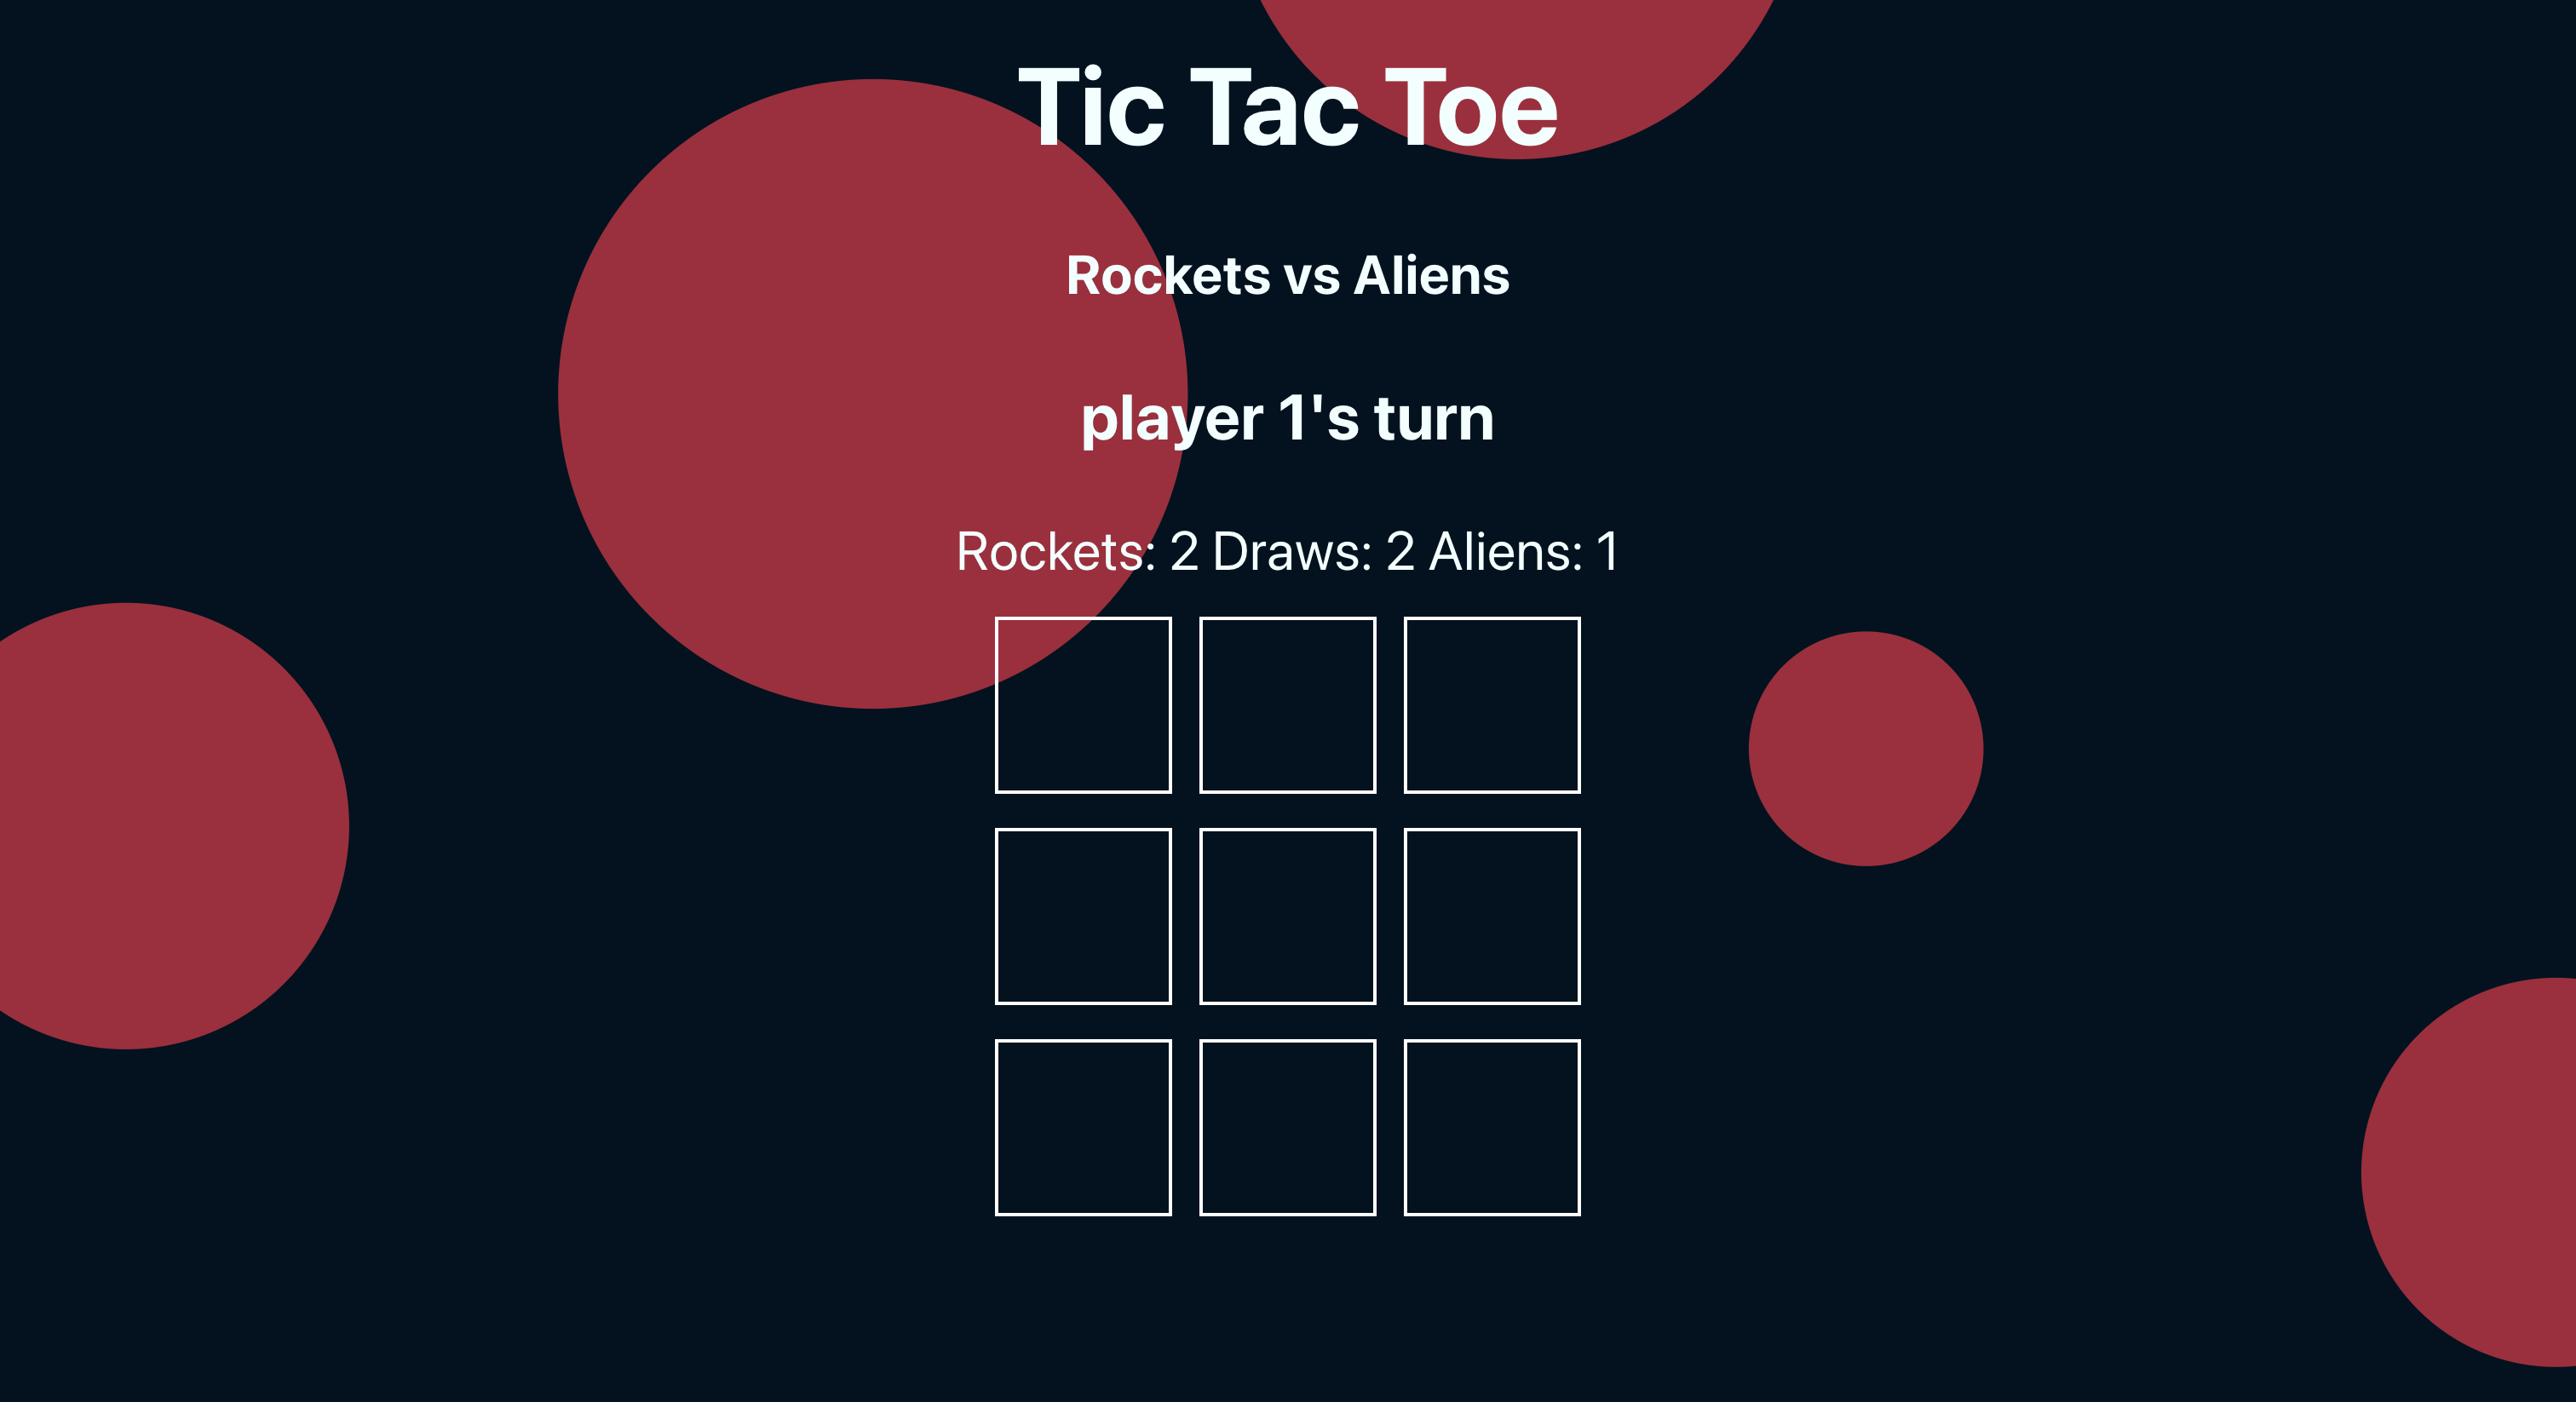 Tic Tac Toe
Rockets vs Aliens
player 1's turn
Rockets: 2 Draws: 2 Aliens: 1